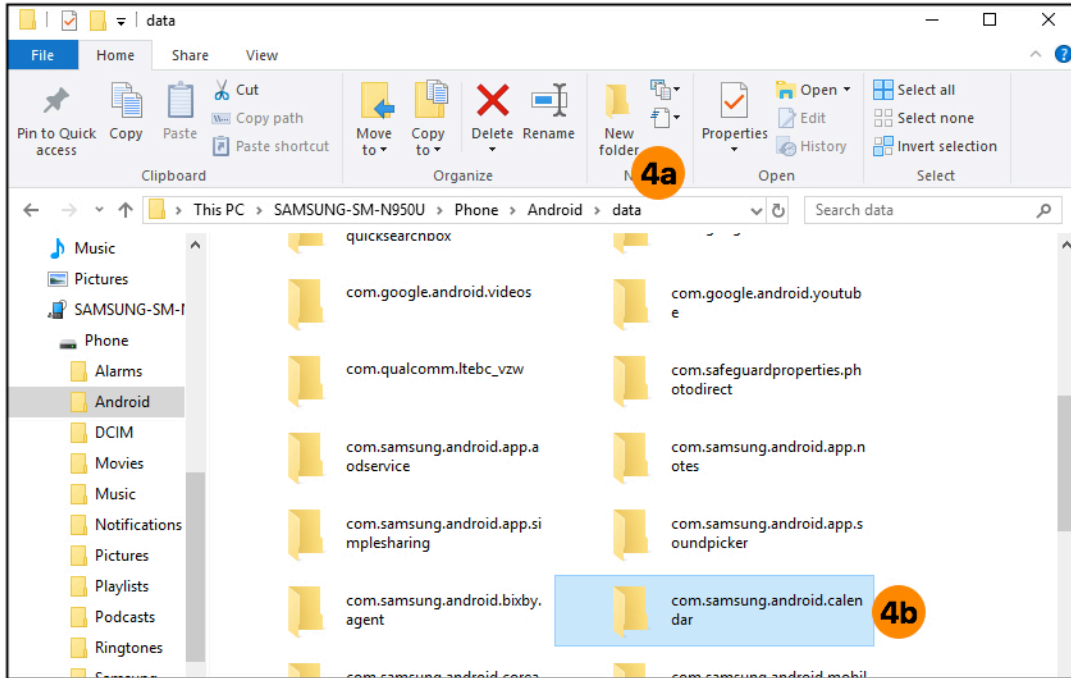 data
File Home Share View
Pin to Quick access
Copy
Paste
Cut
Copy path
Paste shortcut
Move to
Copy to
Delete
Rename
New folder
Properties
Open
Edit
History
Select all
Select none
Invert selection
Clipboard
Organize
4a
Open
Select
This PC > SAMSUNG-SM-N950U > Phone > Android > data
Search data
Music
Pictures
SAMSUNG-SM-N
Phone
Alarms
Android
DCIM
Movies
Music
Notifications
Pictures
Playlists
Podcasts
Ringtones
Samsung
quicksearchbox
com.google.android.videos
com.google.android.youtub
e
com.qualcomm.ltebc_vzw
com.safeguardproperties.ph
otodirect
com.samsung.android.app.a
odservice
com.samsung.android.app.n
otes
com.samsung.android.app.si
mplesharing
com.samsung.android.app.s
oundpicker
com.samsung.android.bixby.
agent
com.samsung.android.calen
dar
4b
com.samsung.android.mobil